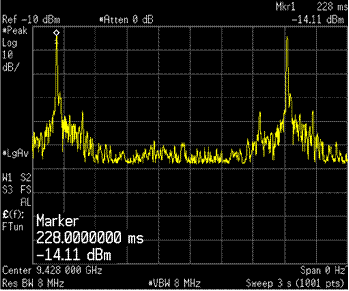 Mkr1 228 ms
Ref -10 dBm *Atten 0 dB -14.11 dBm
*Peak
Log
10
dB/
*LgAv
W1 S2
S3 FS
AL
£(f):
FTun
Marker
228.0000000 ms
-14.11 dBm
Center 9.428 000 GHz Span 0 Hz
Res BW 8 MHz *VBW 8 MHz Sweep 3 s (1001 pts)